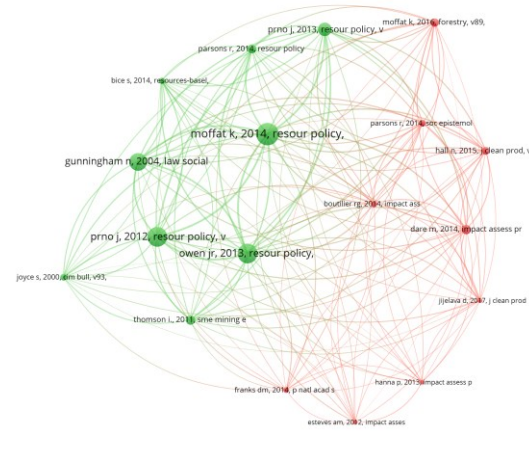 moffat k, 2016, forestry, v89,
prno j, 2013, resour policy, v
parsons r, 2014, resour policy
bice s, 2014, resources-basel,
parsons r, 2014, soc epistemol
moffat k, 2014, resour policy,
hall n, 2015, j clean prod, v
gunningham n, 2004, law social
boutilier rg, 2014, impact ass
dare m, 2014, impact assess pr
prno j, 2012, resour policy, v
owen jr, 2013, resour policy,
joyce s, 2000, cim bull, v93,
jijelava d, 2017, j clean prod
thomson i., 2011, sme mining e
hanna p, 2013, impact assess p
franks dm, 2014, p natl acad s
esteves am, 2012, impact asses